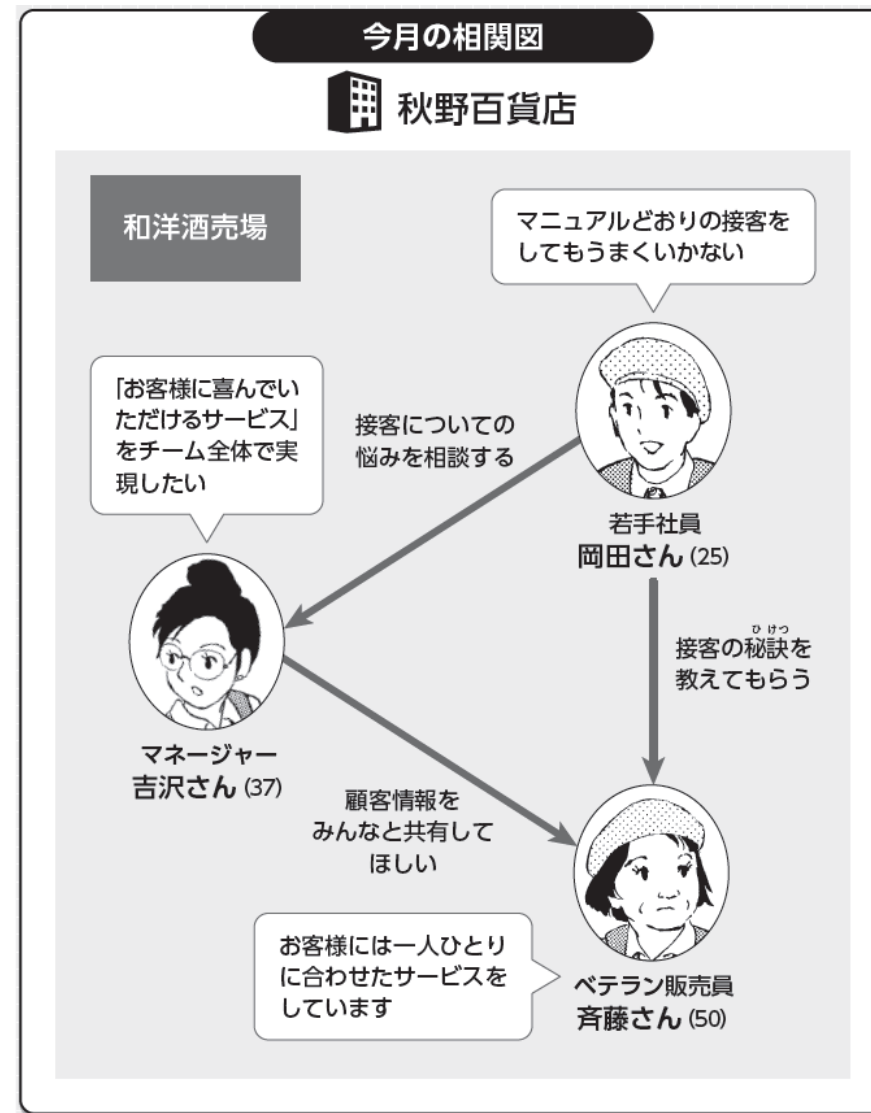 今月の相関図
秋野百貨店
和洋酒売場
マニュアルどおりの接客を
してもうまくいかない
「お客様に喜んでい
ただけるサービス」
をチーム全体で実
現したい
接客についての
悩みを相談する
若手社員
岡田さん (25)
ひけつ
接客の秘訣を
教えてもらう
マネージャー
吉沢さん (37)
顧客情報を
みんなと共有して
ほしい
お客様には一人ひとり
に合わせたサービスを
しています
ベテラン販売員
斉藤さん (50)